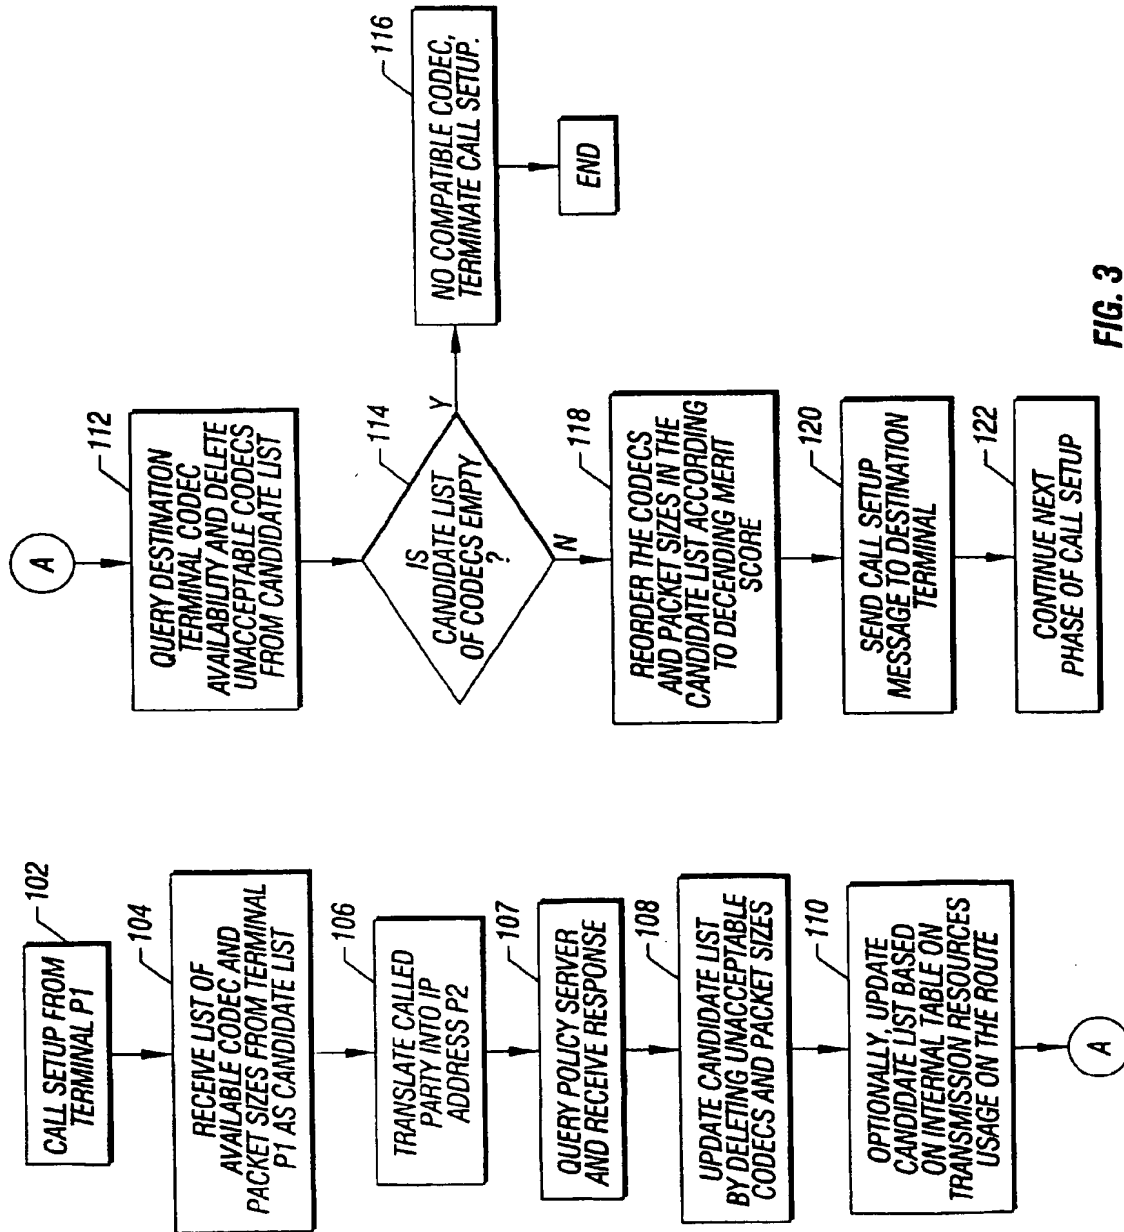 102
CALL SETUP FROM
TERMINAL P1
104
RECEIVE LIST OF
AVAILABLE CODEC AND
PACKET SIZES FROM TERMINAL
P1 AS CANDIDATE LIST
106
TRANSLATE CALLED
PARTY INTO IP
ADDRESS P2
107
QUERY POLICY SERVER
AND RECEIVE RESPONSE
108
UPDATE CANDIDATE LIST
BY DELETING UNACCEPTABLE
CODECS AND PACKET SIZES
110
OPTIONALLY, UPDATE
CANDIDATE LIST BASED
ON INTERNAL TABLE ON
TRANSMISSION RESOURCES
USAGE ON THE ROUTE
A
A
112
QUERY DESTINATION
TERMINAL CODEC
AVAILABILITY AND DELETE
UNACCEPTABLE CODECS
FROM CANDIDATE LIST
114
IS
CANDIDATE LIST
OF CODECS EMPTY
?
Y
N
116
NO COMPATIBLE CODEC,
TERMINATE CALL SETUP.
END
118
REORDER THE CODECS
AND PACKET SIZES IN THE
CANDIDATE LIST ACCORDING
TO DECENDING MERIT
SCORE
120
SEND CALL SETUP
MESSAGE TO DESTINATION
TERMINAL
122
CONTINUE NEXT
PHASE OF CALL SETUP
FIG. 3